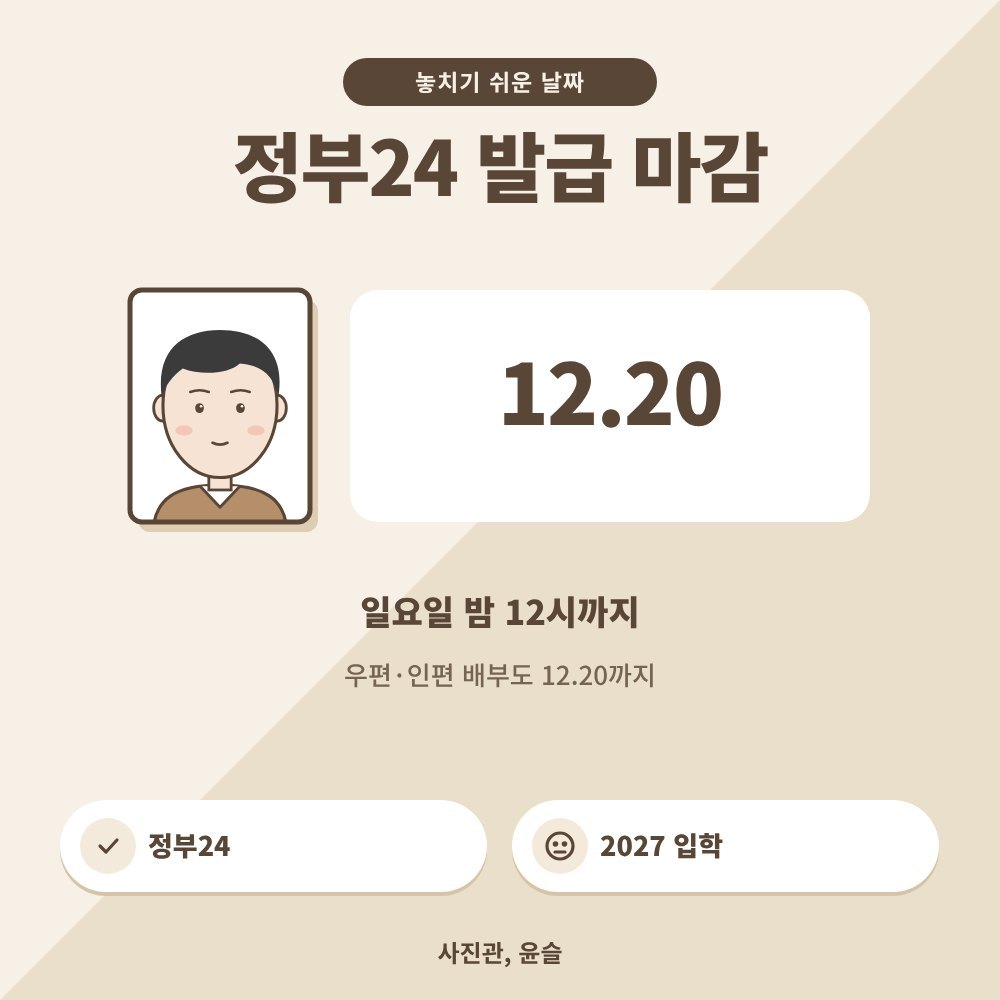 놓치기 쉬운 날짜
정부24 발급 마감
12.20
일요일 밤 12시까지
우편·인편 배부도 12.20까지
정부24
2027 입학
사진관, 윤슬